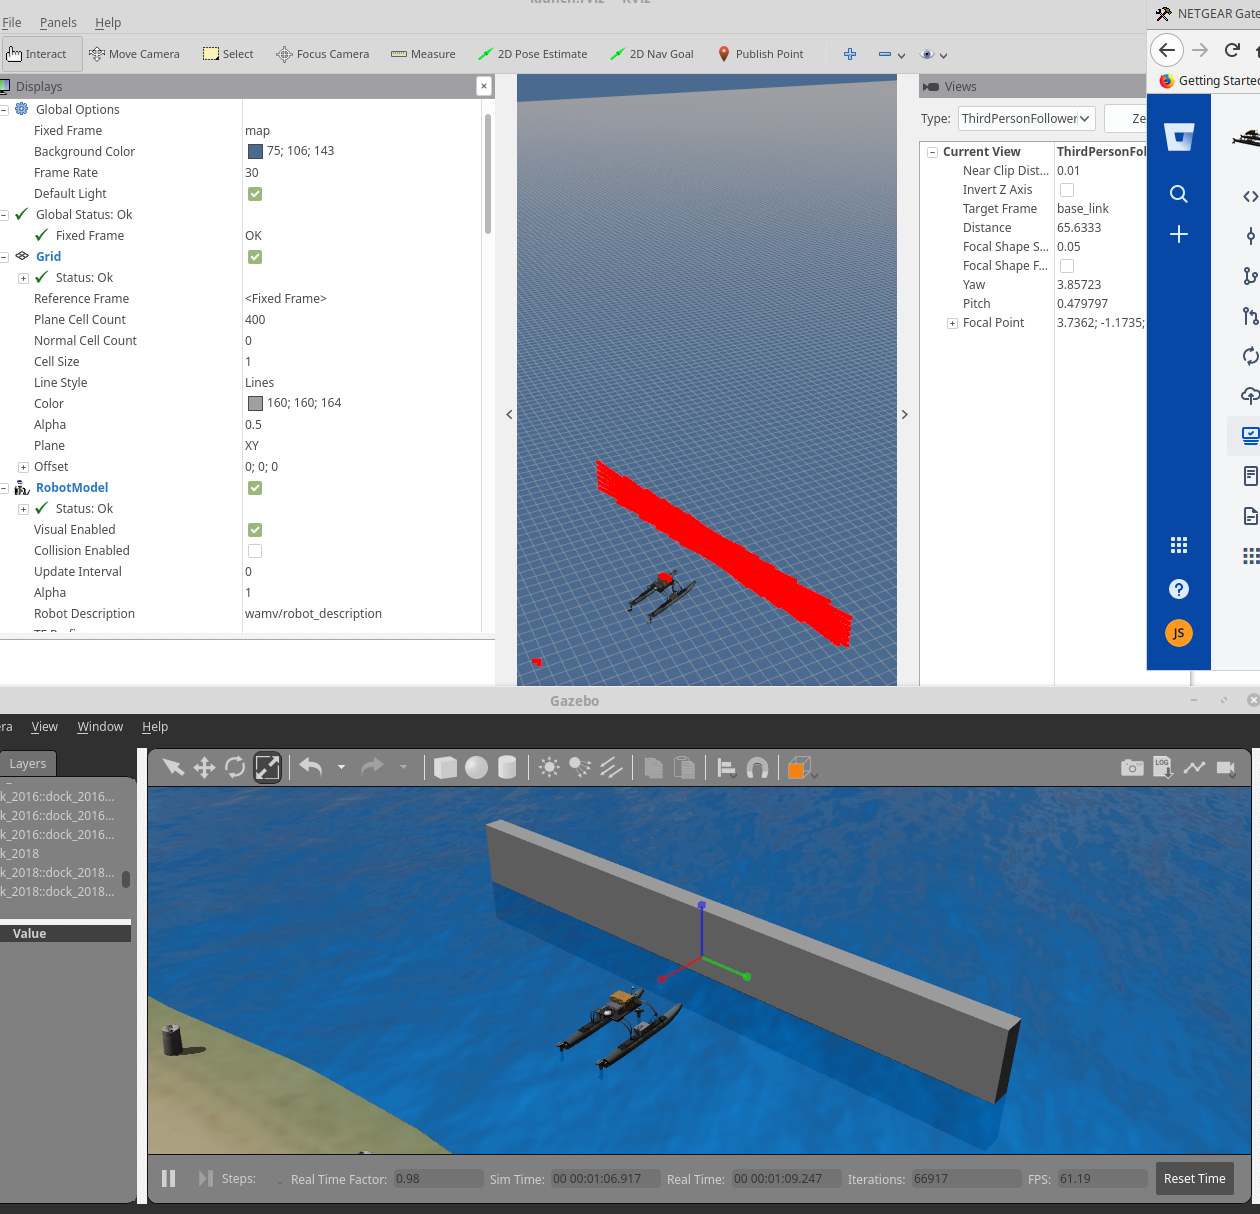 File Panels Help
NETGEAR Gate
Interact Move Camera Select Focus Camera Measure 2D Pose Estimate 2D Nav Goal Publish Point
Getting Started
Displays
Views
Global Options
Fixed Frame map
Background Color 75; 106; 143
Frame Rate 30
Default Light
Global Status: Ok
Fixed Frame OK
Grid
Status: Ok
Reference Frame <Fixed Frame>
Plane Cell Count 400
Normal Cell Count 0
Cell Size 1
Line Style Lines
Color 160; 160; 164
Alpha 0.5
Plane XY
Offset 0; 0; 0
RobotModel
Status: Ok
Visual Enabled
Collision Enabled
Update Interval 0
Alpha 1
Robot Description wamv/robot_description
Type: ThirdPersonFollower Ze
Current View ThirdPersonFol
Near Clip Dist... 0.01
Invert Z Axis
Target Frame base_link
Distance 65.6333
Focal Shape S... 0.05
Focal Shape F...
Yaw 3.85723
Pitch 0.479797
Focal Point 3.7362; -1.1735;
JS
Gazebo
era View Window Help
Layers
k_2016::dock_2016...
k_2016::dock_2016...
k_2016::dock_2016...
k_2018
k_2018::dock_2018...
k_2018::dock_2018...
Value
LOG
Steps: Real Time Factor: 0.98 Sim Time: 00 00:01:06.917 Real Time: 00 00:01:09.247 Iterations: 66917 FPS: 61.19 Reset Time